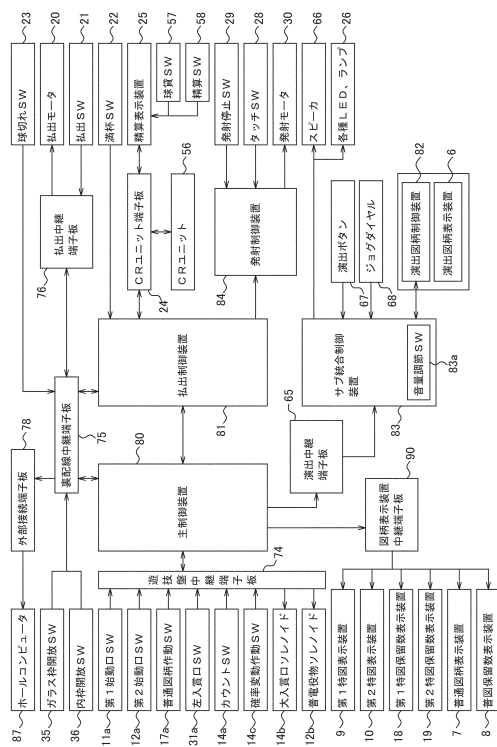 23
球切れSW
20
払出モータ
21
払出SW
22
満杯SW
25
精算表示装置
57
球貸SW
58
精算SW
29
発射停止SW
28
タッチSW
30
発射モータ
66
スピーカ
26
各種LED、ランプ
払出中継
端子板
76
CRユニット端子板
24
CRユニット
56
発射制御装置
84
演出ボタン
67
ジョグダイヤル
68
82
演出図柄制御装置
6
演出図柄表示装置
裏配線中継端子板
75
払出制御装置
81
サブ統合制御
装置
83
音量調節SW
83a
78
外部接続端子板
80
主制御装置
65
演出中継
端子板
90
図柄表示装置
中継端子板
74
遊技盤中継端子板
ホールコンピュータ
87
ガラス枠開放SW
35
内枠開放SW
36
第1始動口SW
11a
第2始動口SW
12a
普通図柄作動SW
17a
左入賞口SW
31a
カウントSW
14a
確率変動作動SW
14c
大入賞口ソレノイド
14b
普電役物ソレノイド
12b
第1特図表示装置
9
第2特図表示装置
10
第1特図保留数表示装置
18
第2特図保留数表示装置
19
普通図柄表示装置
7
普図保留数表示装置
8